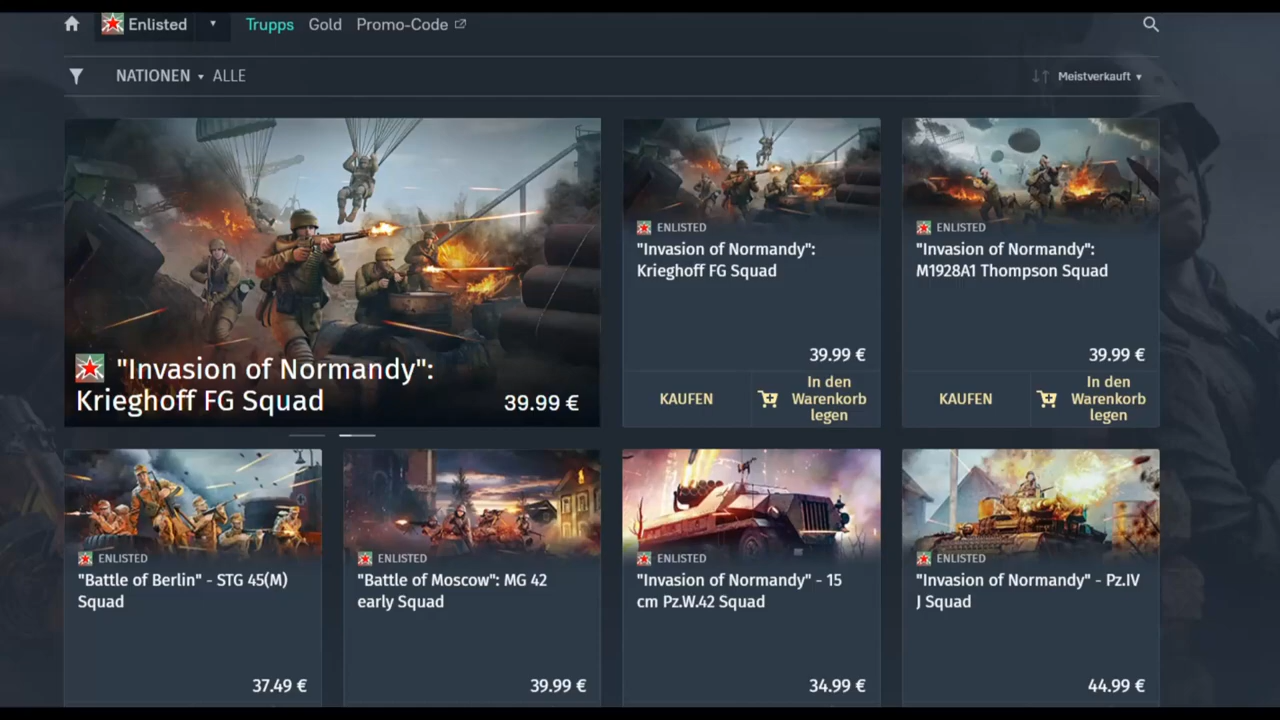 Enlisted Trupps Gold Promo-Code
NATIONEN ALLE Meistverkauft
"Invasion of Normandy":
Krieghoff FG Squad
39.99 €
ENLISTED
"Invasion of Normandy":
Krieghoff FG Squad
39.99 €
KAUFEN
In den
Warenkorb
legen
ENLISTED
"Invasion of Normandy":
M1928A1 Thompson Squad
39.99 €
KAUFEN
In den
Warenkorb
legen
ENLISTED
"Battle of Berlin" - STG 45(M)
Squad
37.49 €
ENLISTED
"Battle of Moscow": MG 42
early Squad
39.99 €
ENLISTED
"Invasion of Normandy" - 15
cm Pz.W.42 Squad
34.99 €
ENLISTED
"Invasion of Normandy" - Pz.IV
J Squad
44.99 €